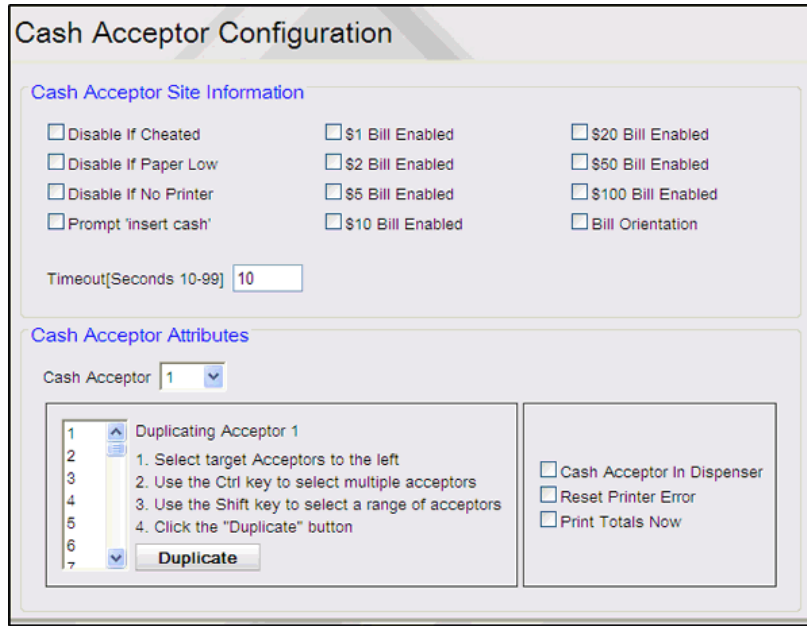 Cash Acceptor Configuration
Cash Acceptor Site Information
Disable If Cheated
$1 Bill Enabled
$20 Bill Enabled
Disable If Paper Low
$2 Bill Enabled
$50 Bill Enabled
Disable If No Printer
$5 Bill Enabled
$100 Bill Enabled
Prompt 'insert cash'
$10 Bill Enabled
Bill Orientation
Timeout[Seconds 10-99] 10
Cash Acceptor Attributes
Cash Acceptor 1
1
2
3
4
5
6
7
Duplicating Acceptor 1
1. Select target Acceptors to the left
2. Use the Ctrl key to select multiple acceptors
3. Use the Shift key to select a range of acceptors
4. Click the "Duplicate" button
Duplicate
Cash Acceptor In Dispenser
Reset Printer Error
Print Totals Now